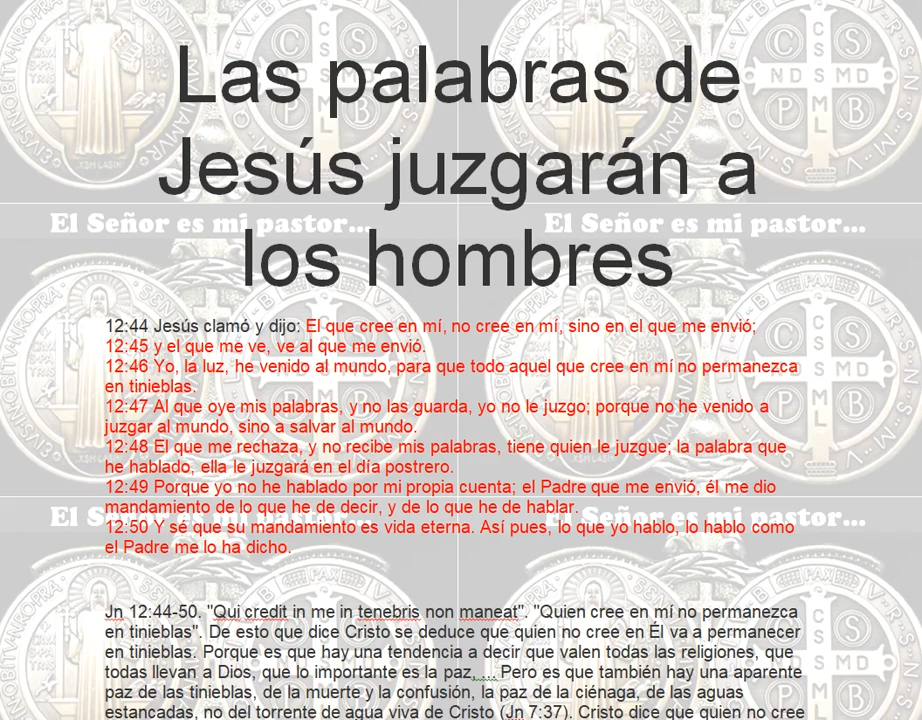 Las palabras de
Jesús juzgarán a
los hombres
El Señor es mi pastor...
El Señor es mi pastor...
12:44 Jesús clamó y dijo: El que cree en mí, no cree en mí, sino en el que me envió;
12:45 y el que me ve, ve al que me envió.
12:46 Yo, la luz, he venido al mundo, para que todo aquel que cree en mí no permanezca
en tinieblas.
12:47 Al que oye mis palabras, y no las guarda, yo no le juzgo; porque no he venido a
juzgar al mundo, sino a salvar al mundo.
12:48 El que me rechaza, y no recibe mis palabras, tiene quien le juzgue; la palabra que
he hablado, ella le juzgará en el día postrero.
12:49 Porque yo no he hablado por mi propia cuenta; el Padre que me envió, él me dio
mandamiento de lo que he de decir, y de lo que he de hablar.
12:50 Y sé que su mandamiento es vida eterna. Así pues, lo que yo hablo, lo hablo como
el Padre me lo ha dicho.
El Señor es mi pastor...
El Señor es mi pastor...
Jn 12:44-50. "Qui credit in me in tenebris non maneat". "Quien cree en mí no permanezca
en tinieblas". De esto que dice Cristo se deduce que quien no cree en Él va a permanecer
en tinieblas. Porque es que hay una tendencia a decir que valen todas las religiones, que
todas llevan a Dios, que lo importante es la paz, ... Pero es que también hay una aparente
paz de las tinieblas, de la muerte y la confusión, la paz de la ciénaga, de las aguas
estancadas, no del torrente de agua viva de Cristo (Jn 7:37). Cristo dice que quien no cree